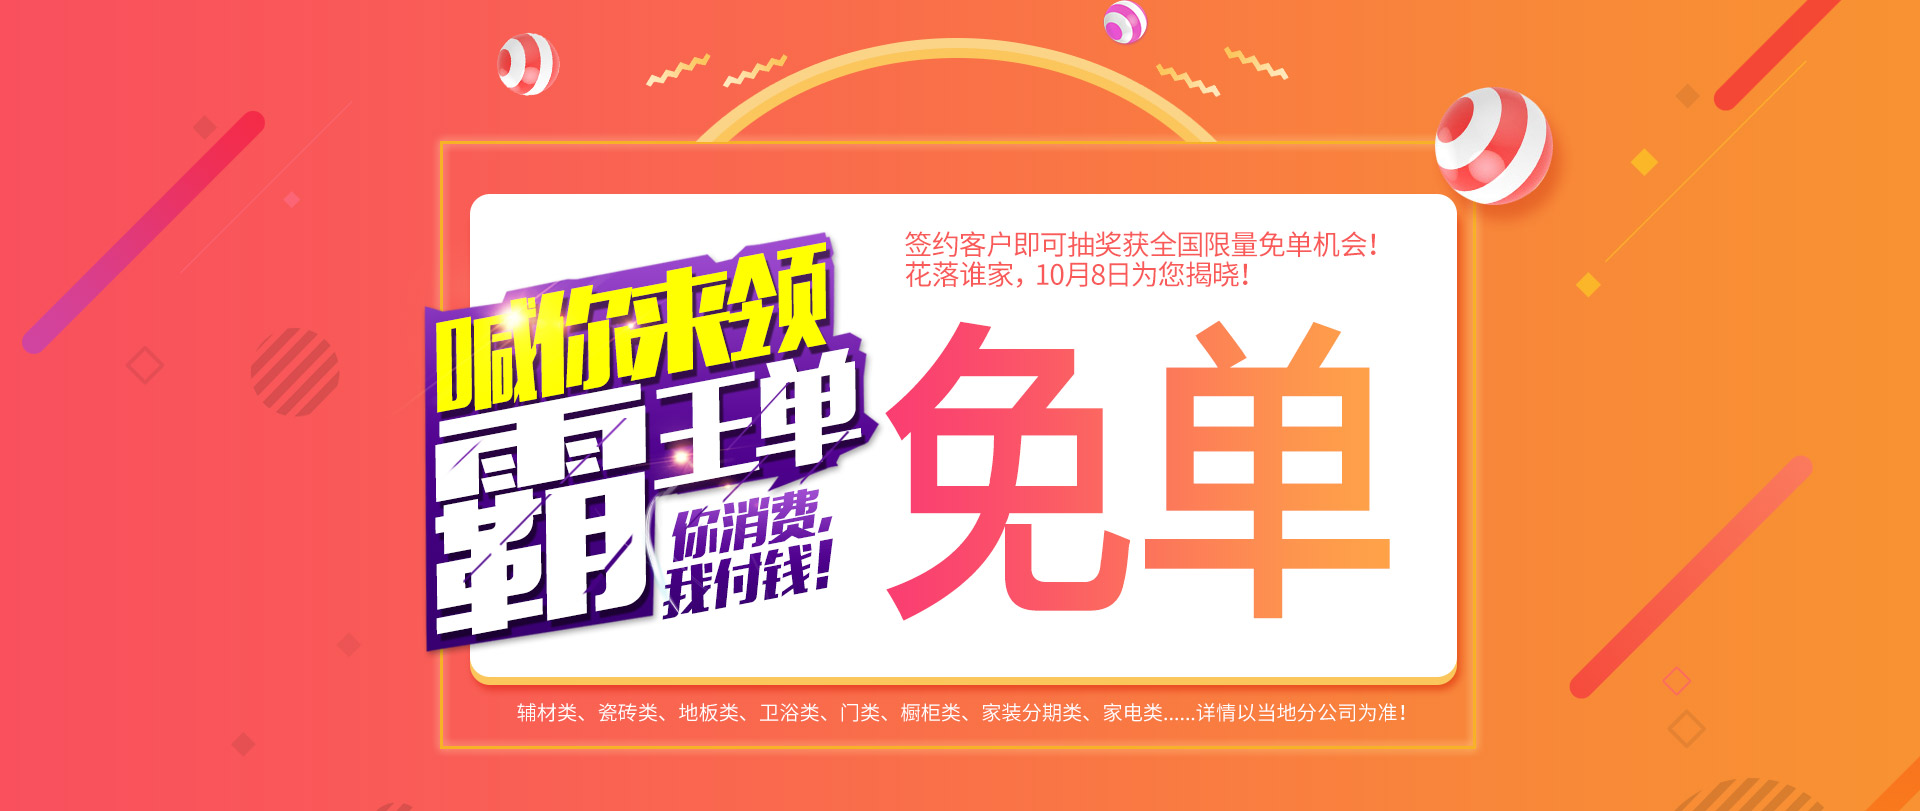 签约客户即可抽奖获全国限量免单机会！
花落谁家，10月8日为您揭晓！
喊你来领
霸王单
你消费，
我付钱！
免单
辅材类、瓷砖类、地板类、卫浴类、门类、橱柜类、家装分期类、家电类......详情以当地分公司为准！